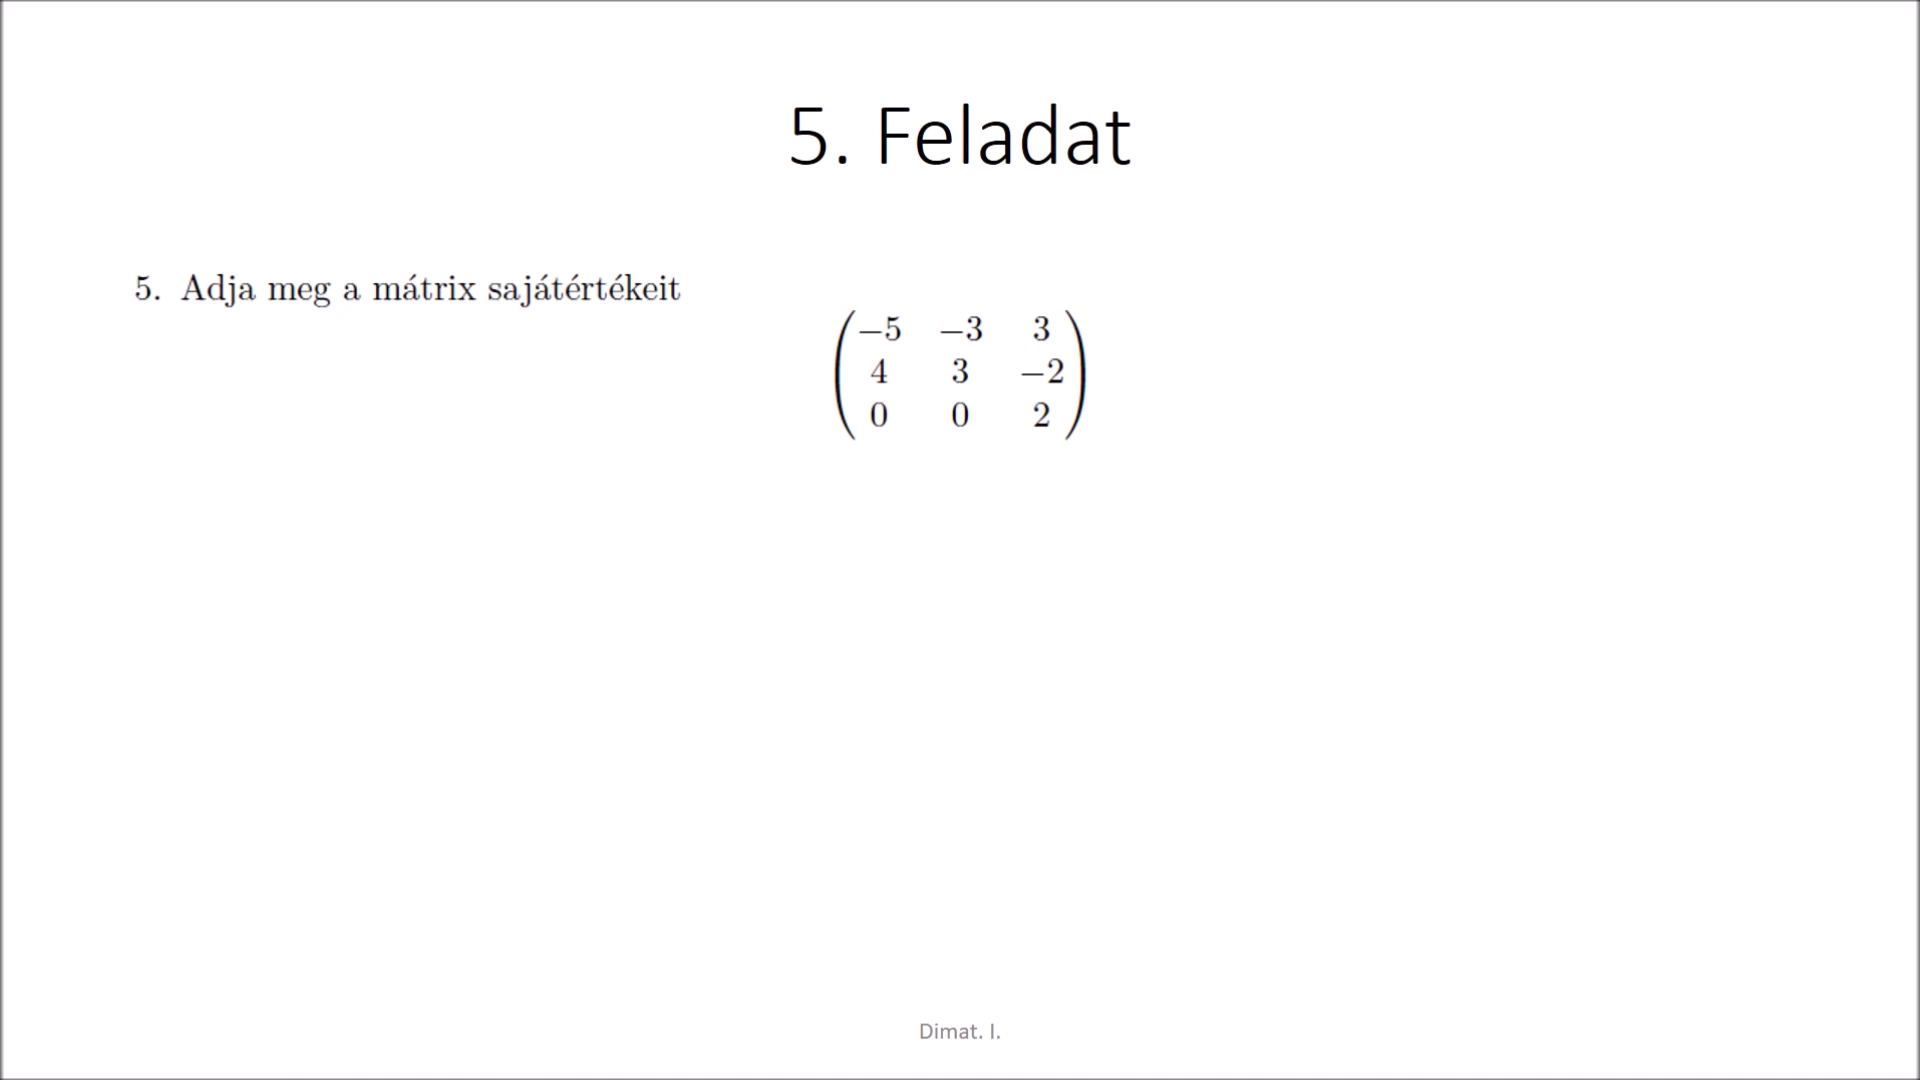 5. Feladat
5. Adja meg a mátrix sajátértékeit
−5 −3 3
4 3 −2
0 0 2
Dimat. I.